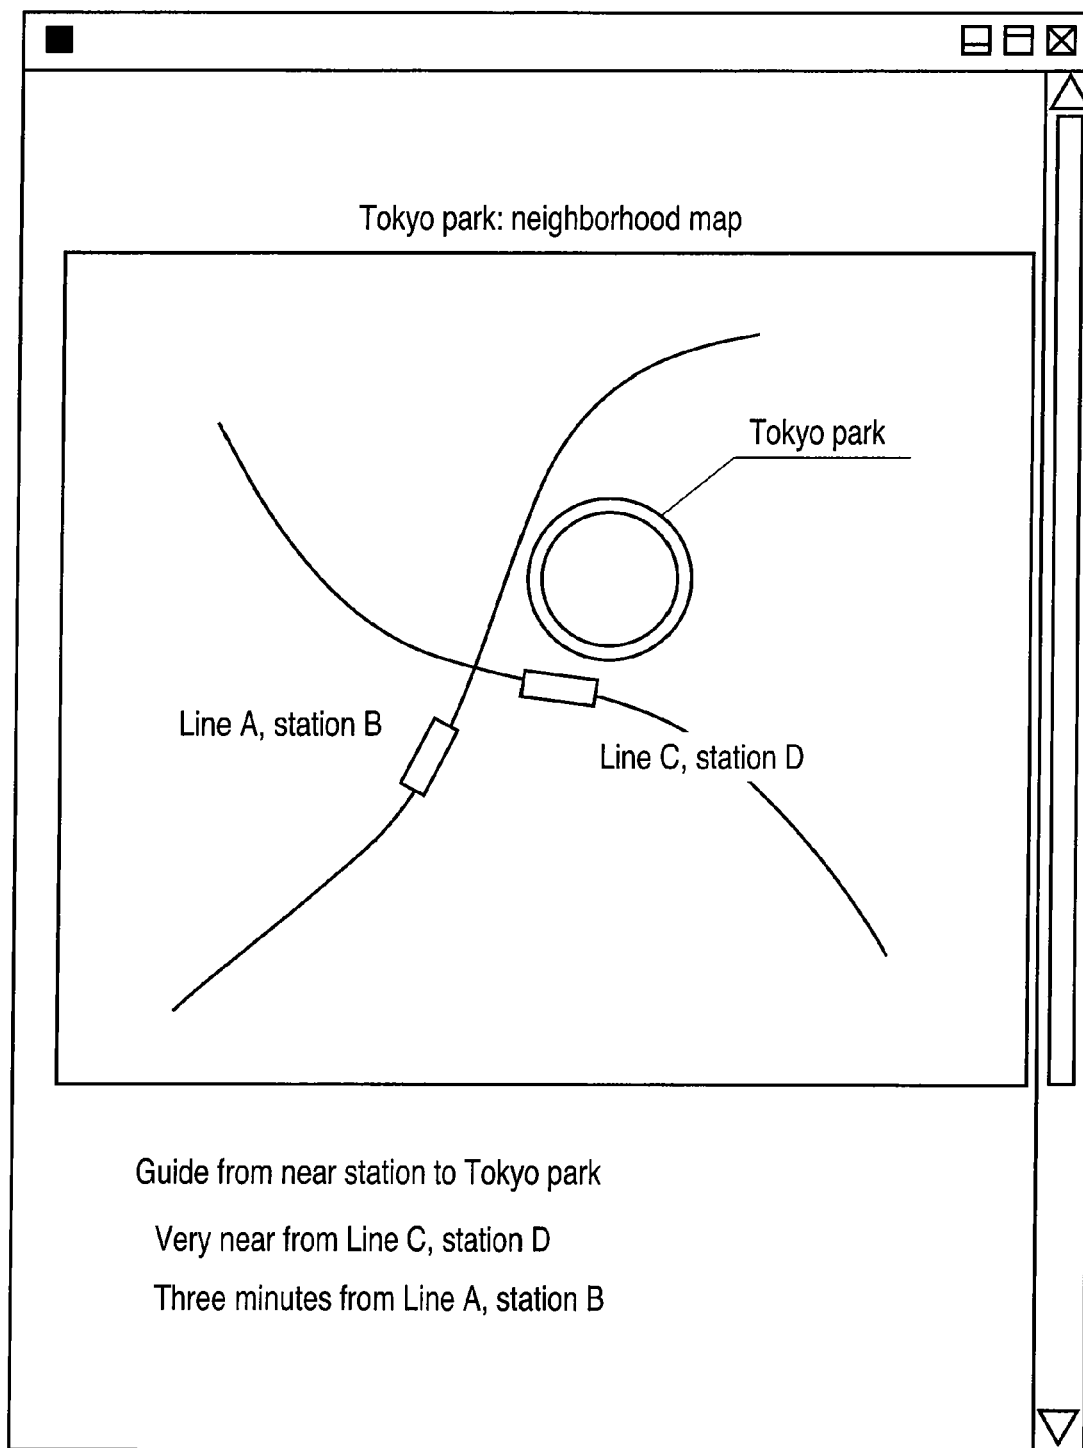 Tokyo park: neighborhood map
Tokyo park
Line A, station B
Line C, station D
Guide from near station to Tokyo park
Very near from Line C, station D
Three minutes from Line A, station B